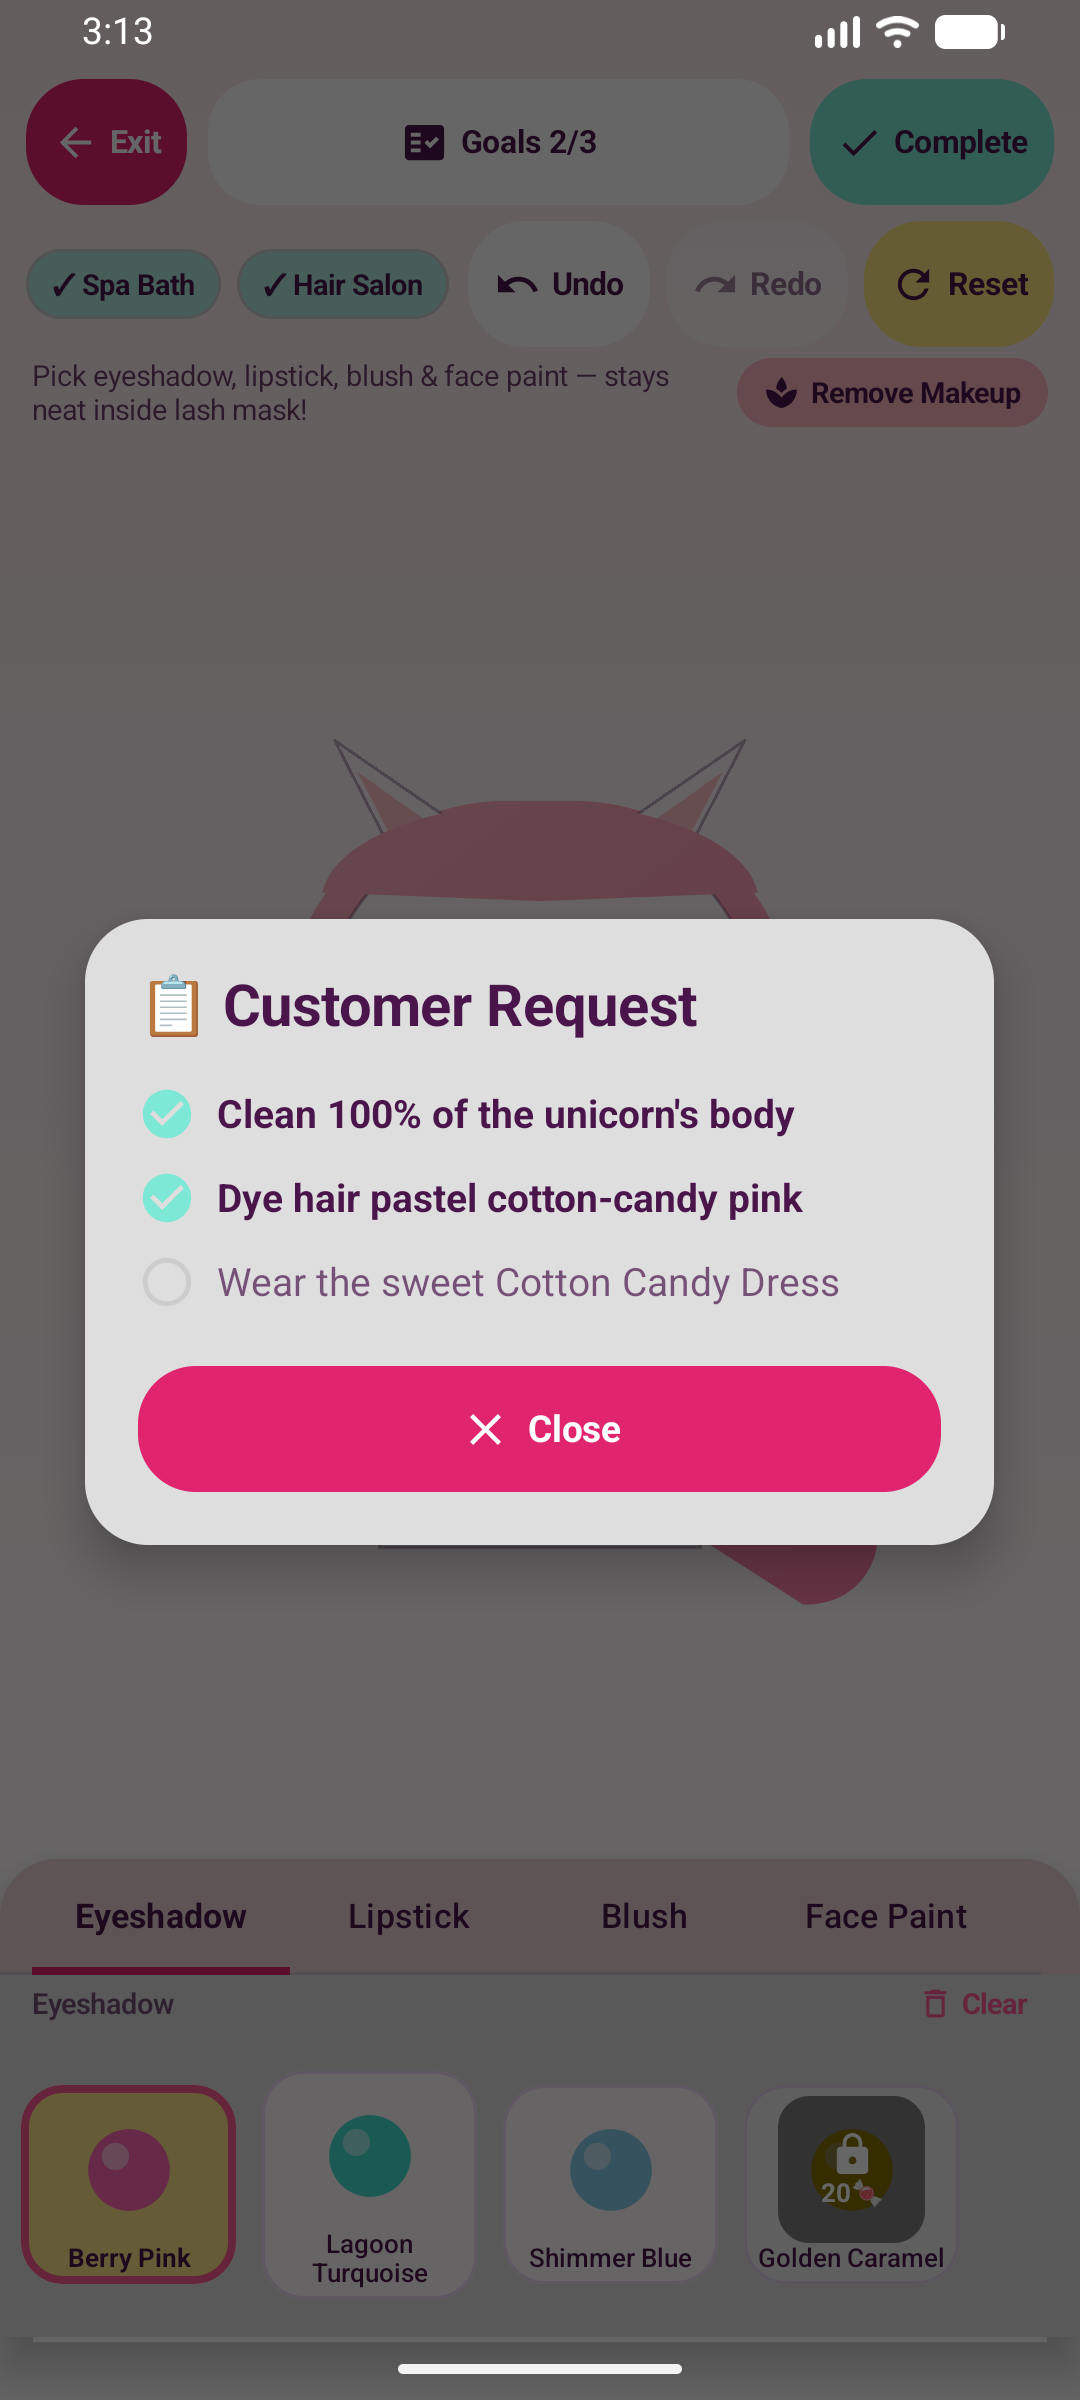 3:13
Exit
Goals 2/3
Complete
✓ Spa Bath
✓ Hair Salon
Undo
Redo
Reset
Pick eyeshadow, lipstick, blush & face paint — stays
neat inside lash mask!
Remove Makeup
📋 Customer Request
Clean 100% of the unicorn's body
Dye hair pastel cotton-candy pink
Wear the sweet Cotton Candy Dress
Close
Eyeshadow
Lipstick
Blush
Face Paint
Eyeshadow
Clear
Berry Pink
Lagoon
Turquoise
Shimmer Blue
20🍬
Golden Caramel